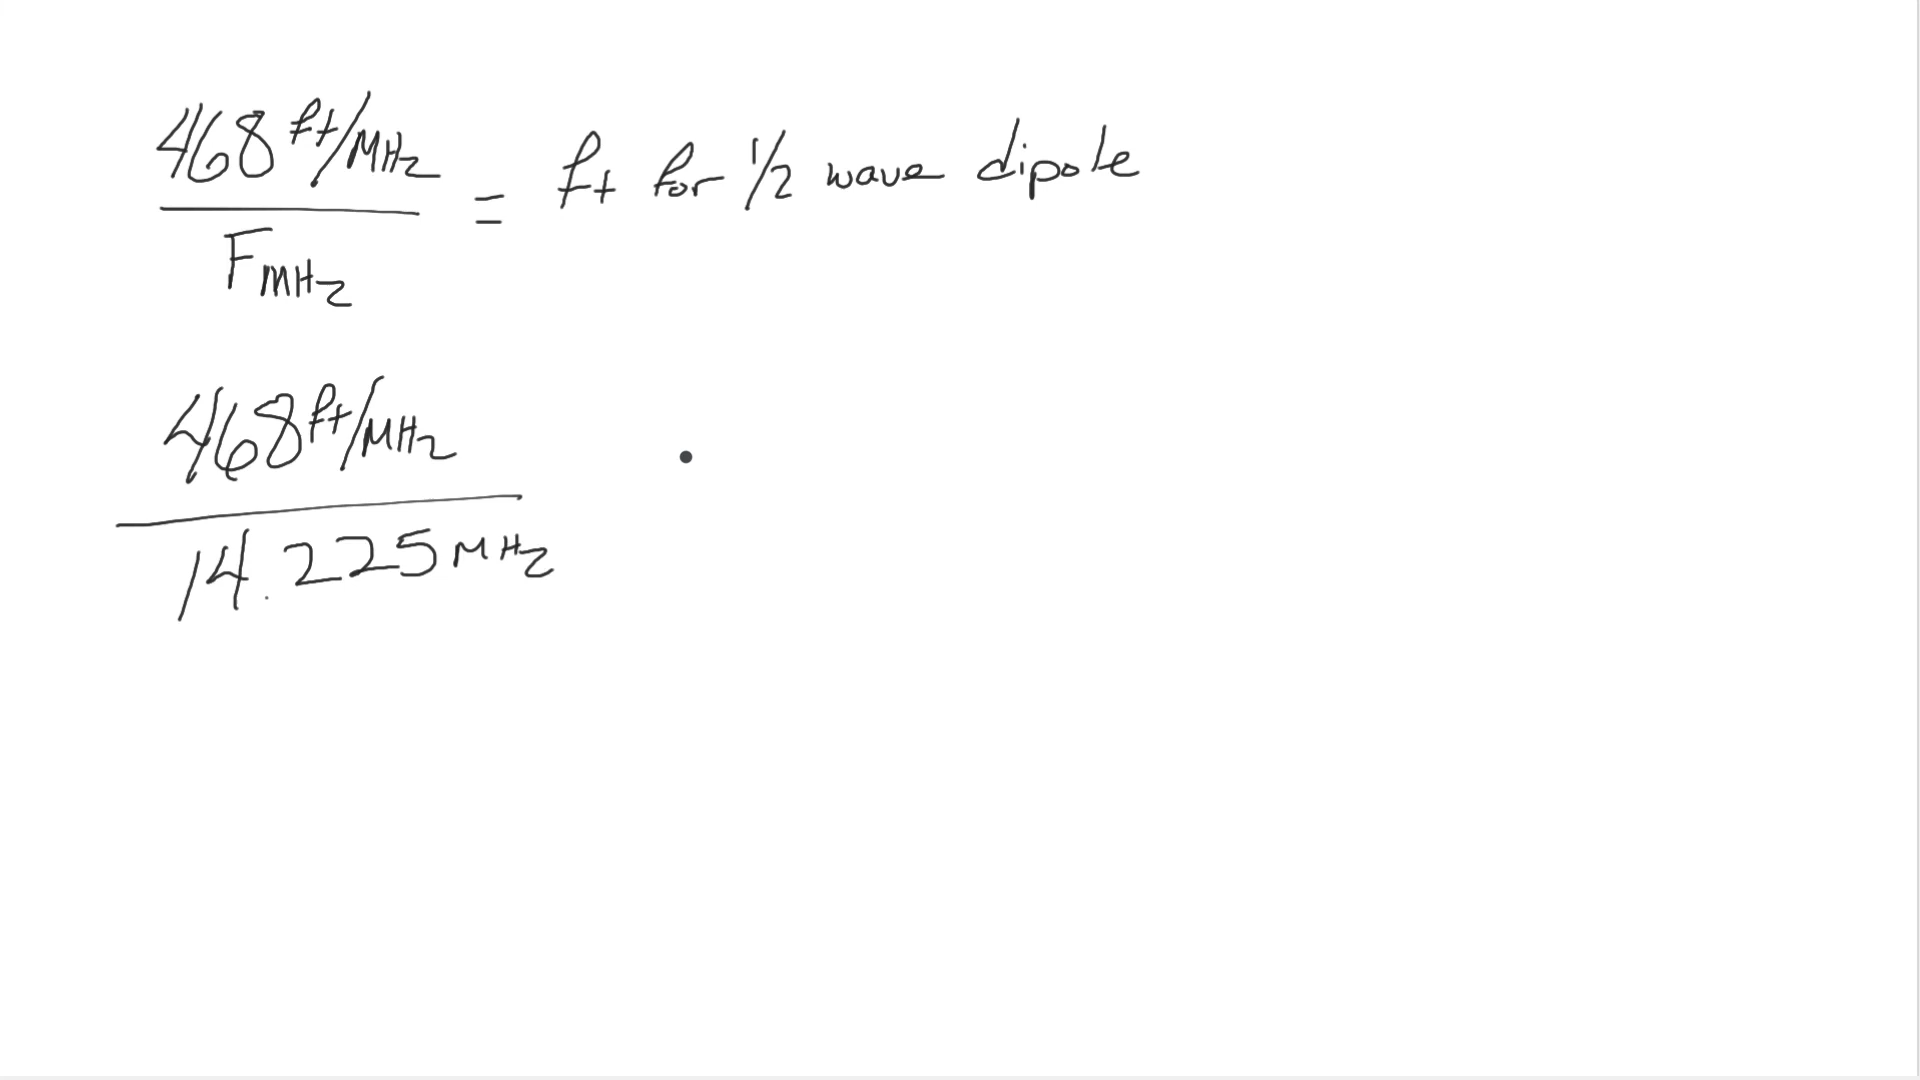 468 ft/MHz
= ft for 1/2 wave dipole
FMHz
468 ft/MHz
14.225 MHz